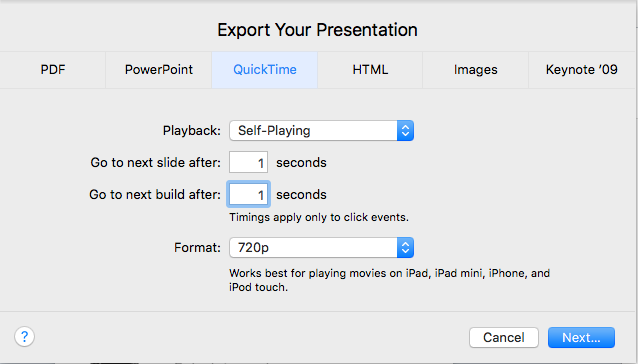 Export Your Presentation
PDF PowerPoint QuickTime HTML Images Keynote ’09
Playback: Self-Playing
Go to next slide after: 1 seconds
Go to next build after: 1 seconds
Timings apply only to click events.
Format: 720p
Works best for playing movies on iPad, iPad mini, iPhone, and
iPod touch.
? Cancel Next...